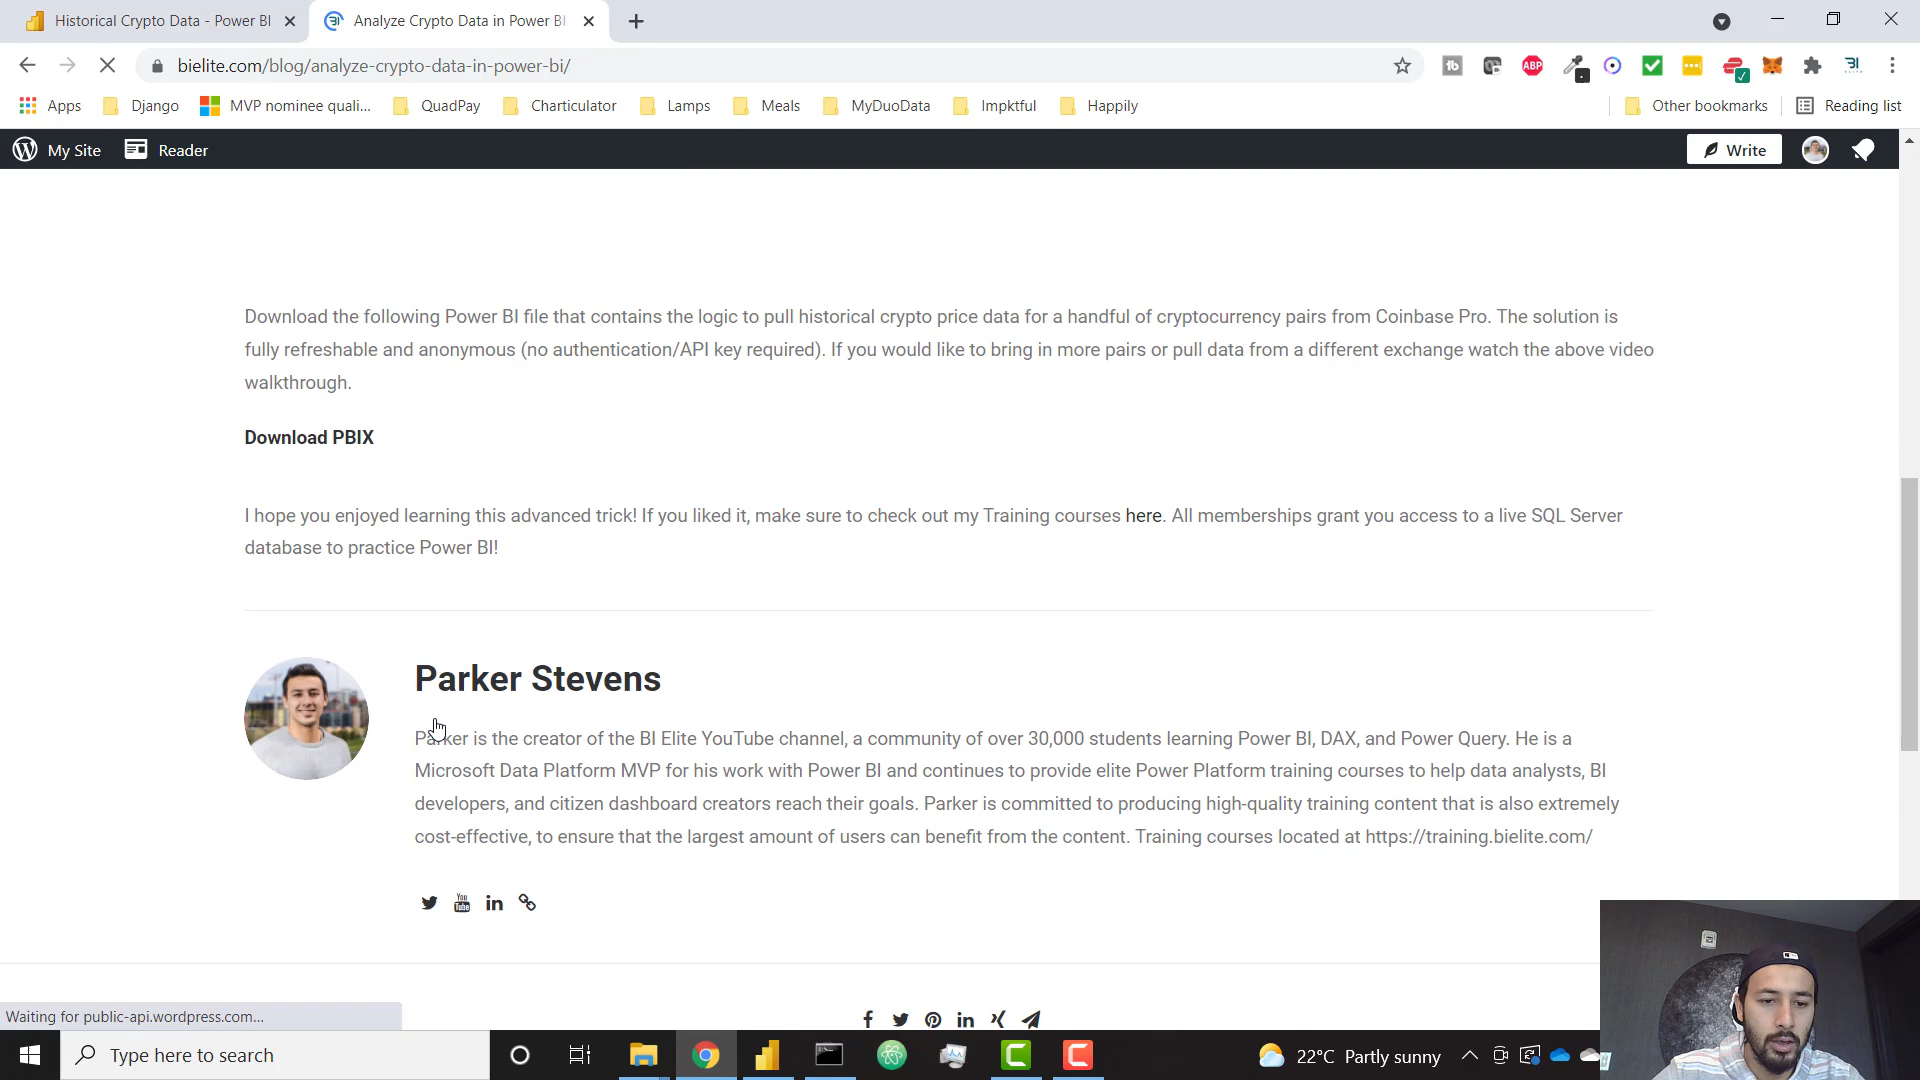 Historical Crypto Data - Power BI
Analyze Crypto Data in Power BI
bielite.com/blog/analyze-crypto-data-in-power-bi/
Apps Django MVP nominee quali... QuadPay Charticulator Lamps Meals MyDuoData Impktful Happily Other bookmarks Reading list
My Site Reader Write
Download the following Power BI file that contains the logic to pull historical crypto price data for a handful of cryptocurrency pairs from Coinbase Pro. The solution is
fully refreshable and anonymous (no authentication/API key required). If you would like to bring in more pairs or pull data from a different exchange watch the above video
walkthrough.
Download PBIX
I hope you enjoyed learning this advanced trick! If you liked it, make sure to check out my Training courses here. All memberships grant you access to a live SQL Server
database to practice Power BI!
Parker Stevens
Parker is the creator of the BI Elite YouTube channel, a community of over 30,000 students learning Power BI, DAX, and Power Query. He is a
Microsoft Data Platform MVP for his work with Power BI and continues to provide elite Power Platform training courses to help data analysts, BI
developers, and citizen dashboard creators reach their goals. Parker is committed to producing high-quality training content that is also extremely
cost-effective, to ensure that the largest amount of users can benefit from the content. Training courses located at https://training.bielite.com/
Waiting for public-api.wordpress.com...
Type here to search
22°C Partly sunny